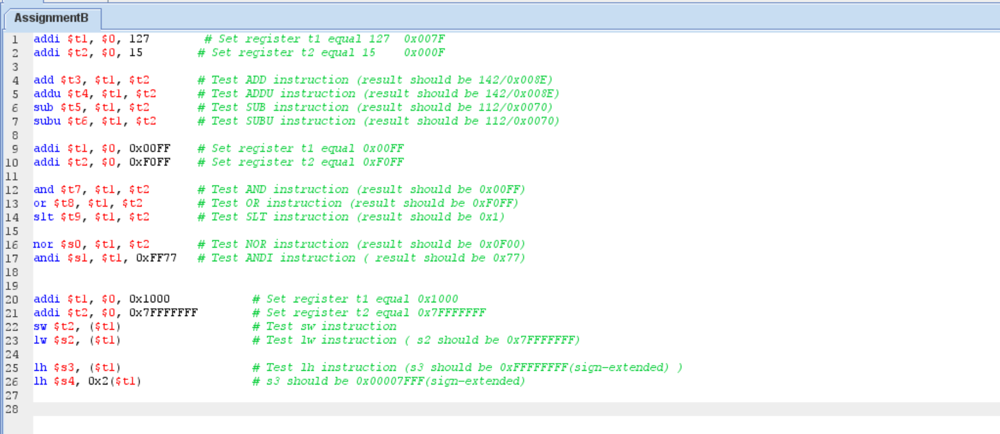 AssignmentB
1 addi $t1, $0, 127 # Set register t1 equal 127 0x007F
2 addi $t2, $0, 15 # Set register t2 equal 15 0x000F
3
4 add $t3, $t1, $t2 # Test ADD instruction (result should be 142/0x008E)
5 addu $t4, $t1, $t2 # Test ADDU instruction (result should be 142/0x008E)
6 sub $t5, $t1, $t2 # Test SUB instruction (result should be 112/0x0070)
7 subu $t6, $t1, $t2 # Test SUBU instruction (result should be 112/0x0070)
8
9 addi $t1, $0, 0x00FF # Set register t1 equal 0x00FF
10 addi $t2, $0, 0xF0FF # Set register t2 equal 0xF0FF
11
12 and $t7, $t1, $t2 # Test AND instruction (result should be 0x00FF)
13 or $t8, $t1, $t2 # Test OR instruction (result should be 0xF0FF)
14 slt $t9, $t1, $t2 # Test SLT instruction (result should be 0x1)
15
16 nor $s0, $t1, $t2 # Test NOR instruction (result should be 0x0F00)
17 andi $s1, $t1, 0xFF77 # Test ANDI instruction ( result should be 0x77)
18
19
20 addi $t1, $0, 0x1000 # Set register t1 equal 0x1000
21 addi $t2, $0, 0x7FFFFFFF # Set register t2 equal 0x7FFFFFFF
22 sw $t2, ($t1) # Test sw instruction
23 lw $s2, ($t1) # Test lw instruction ( s2 should be 0x7FFFFFFF)
24
25 lh $s3, ($t1) # Test lh instruction (s3 should be 0xFFFFFFFF(sign-extended) )
26 lh $s4, 0x2($t1) # s3 should be 0x00007FFF(sign-extended)
27
28